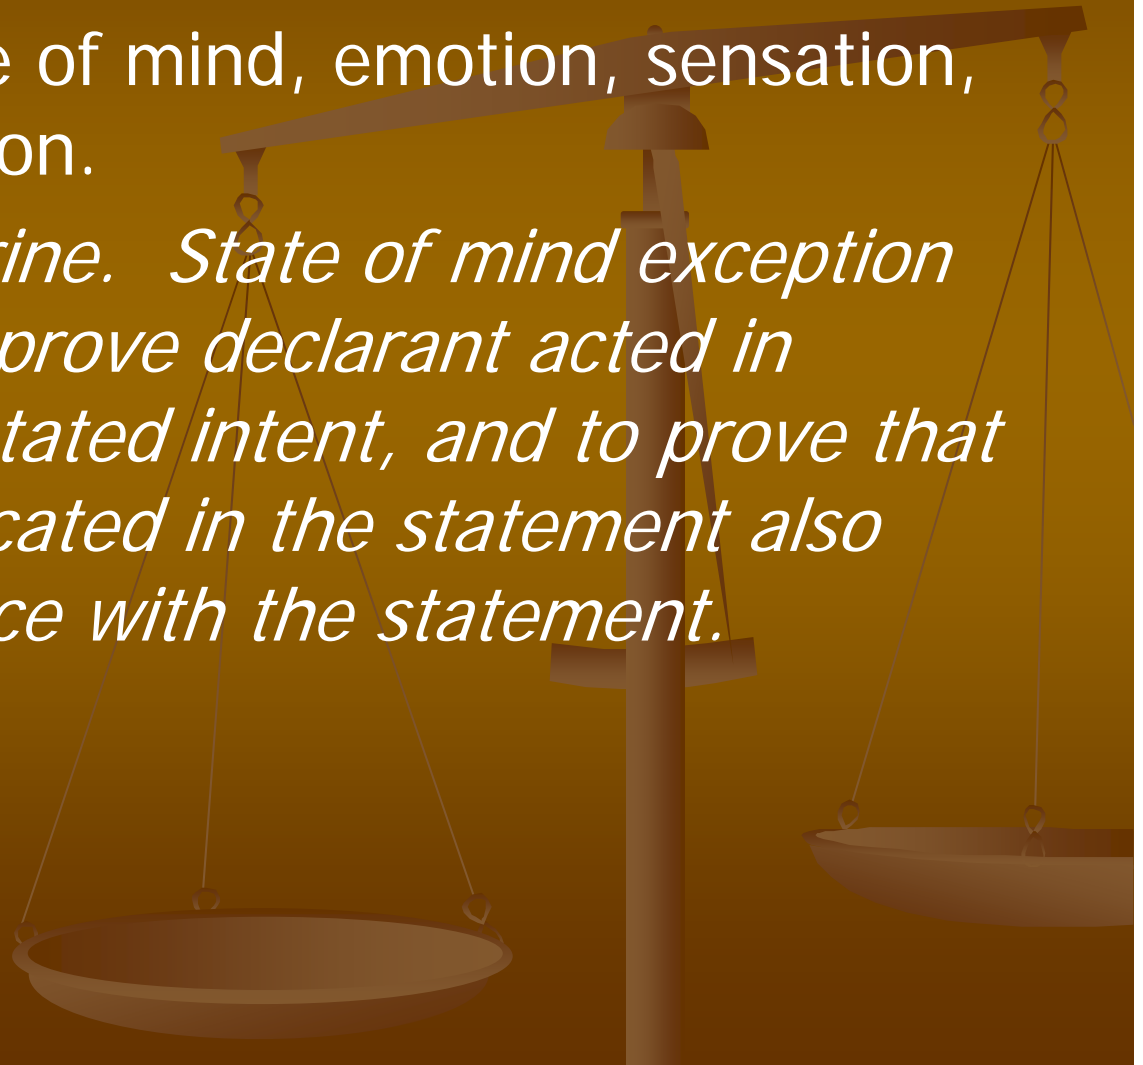 e of mind, emotion, sensation,
on.
rine. State of mind exception
prove declarant acted in
tated intent, and to prove that
cated in the statement also
ce with the statement.